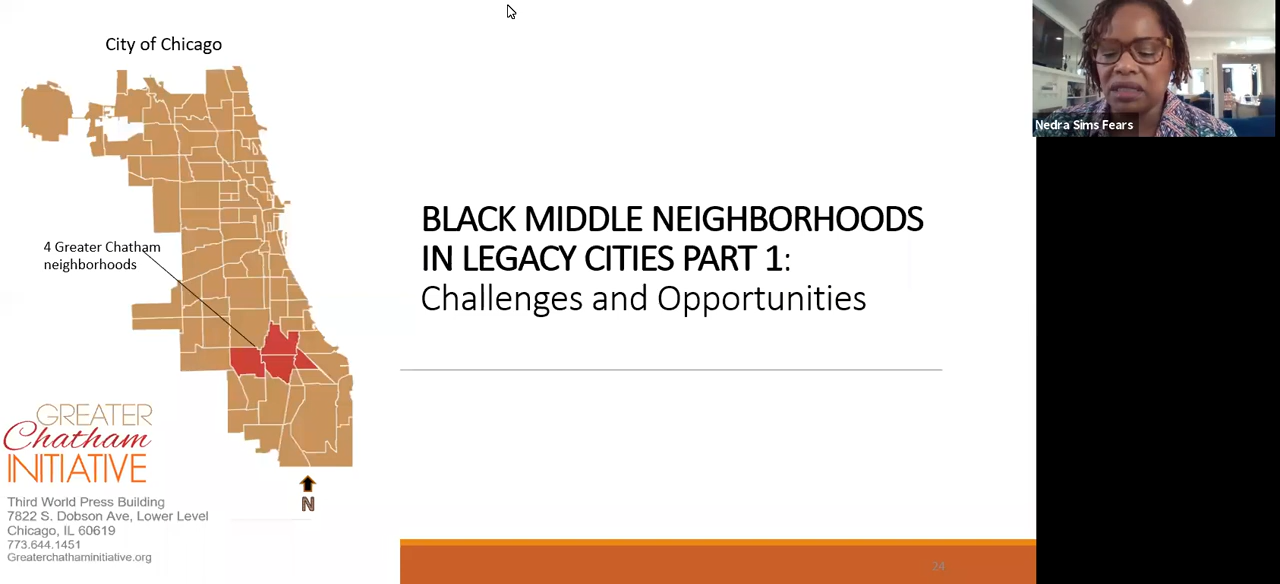 City of Chicago
4 Greater Chatham
neighborhoods
GREATER
Chatham
INITIATIVE
Third World Press Building
7822 S. Dobson Ave, Lower Level
Chicago, IL 60619
773.644.1451
Greaterchathaminitiative.org
N
BLACK MIDDLE NEIGHBORHOODS
IN LEGACY CITIES PART 1:
Challenges and Opportunities
24
Nedra Sims Fears